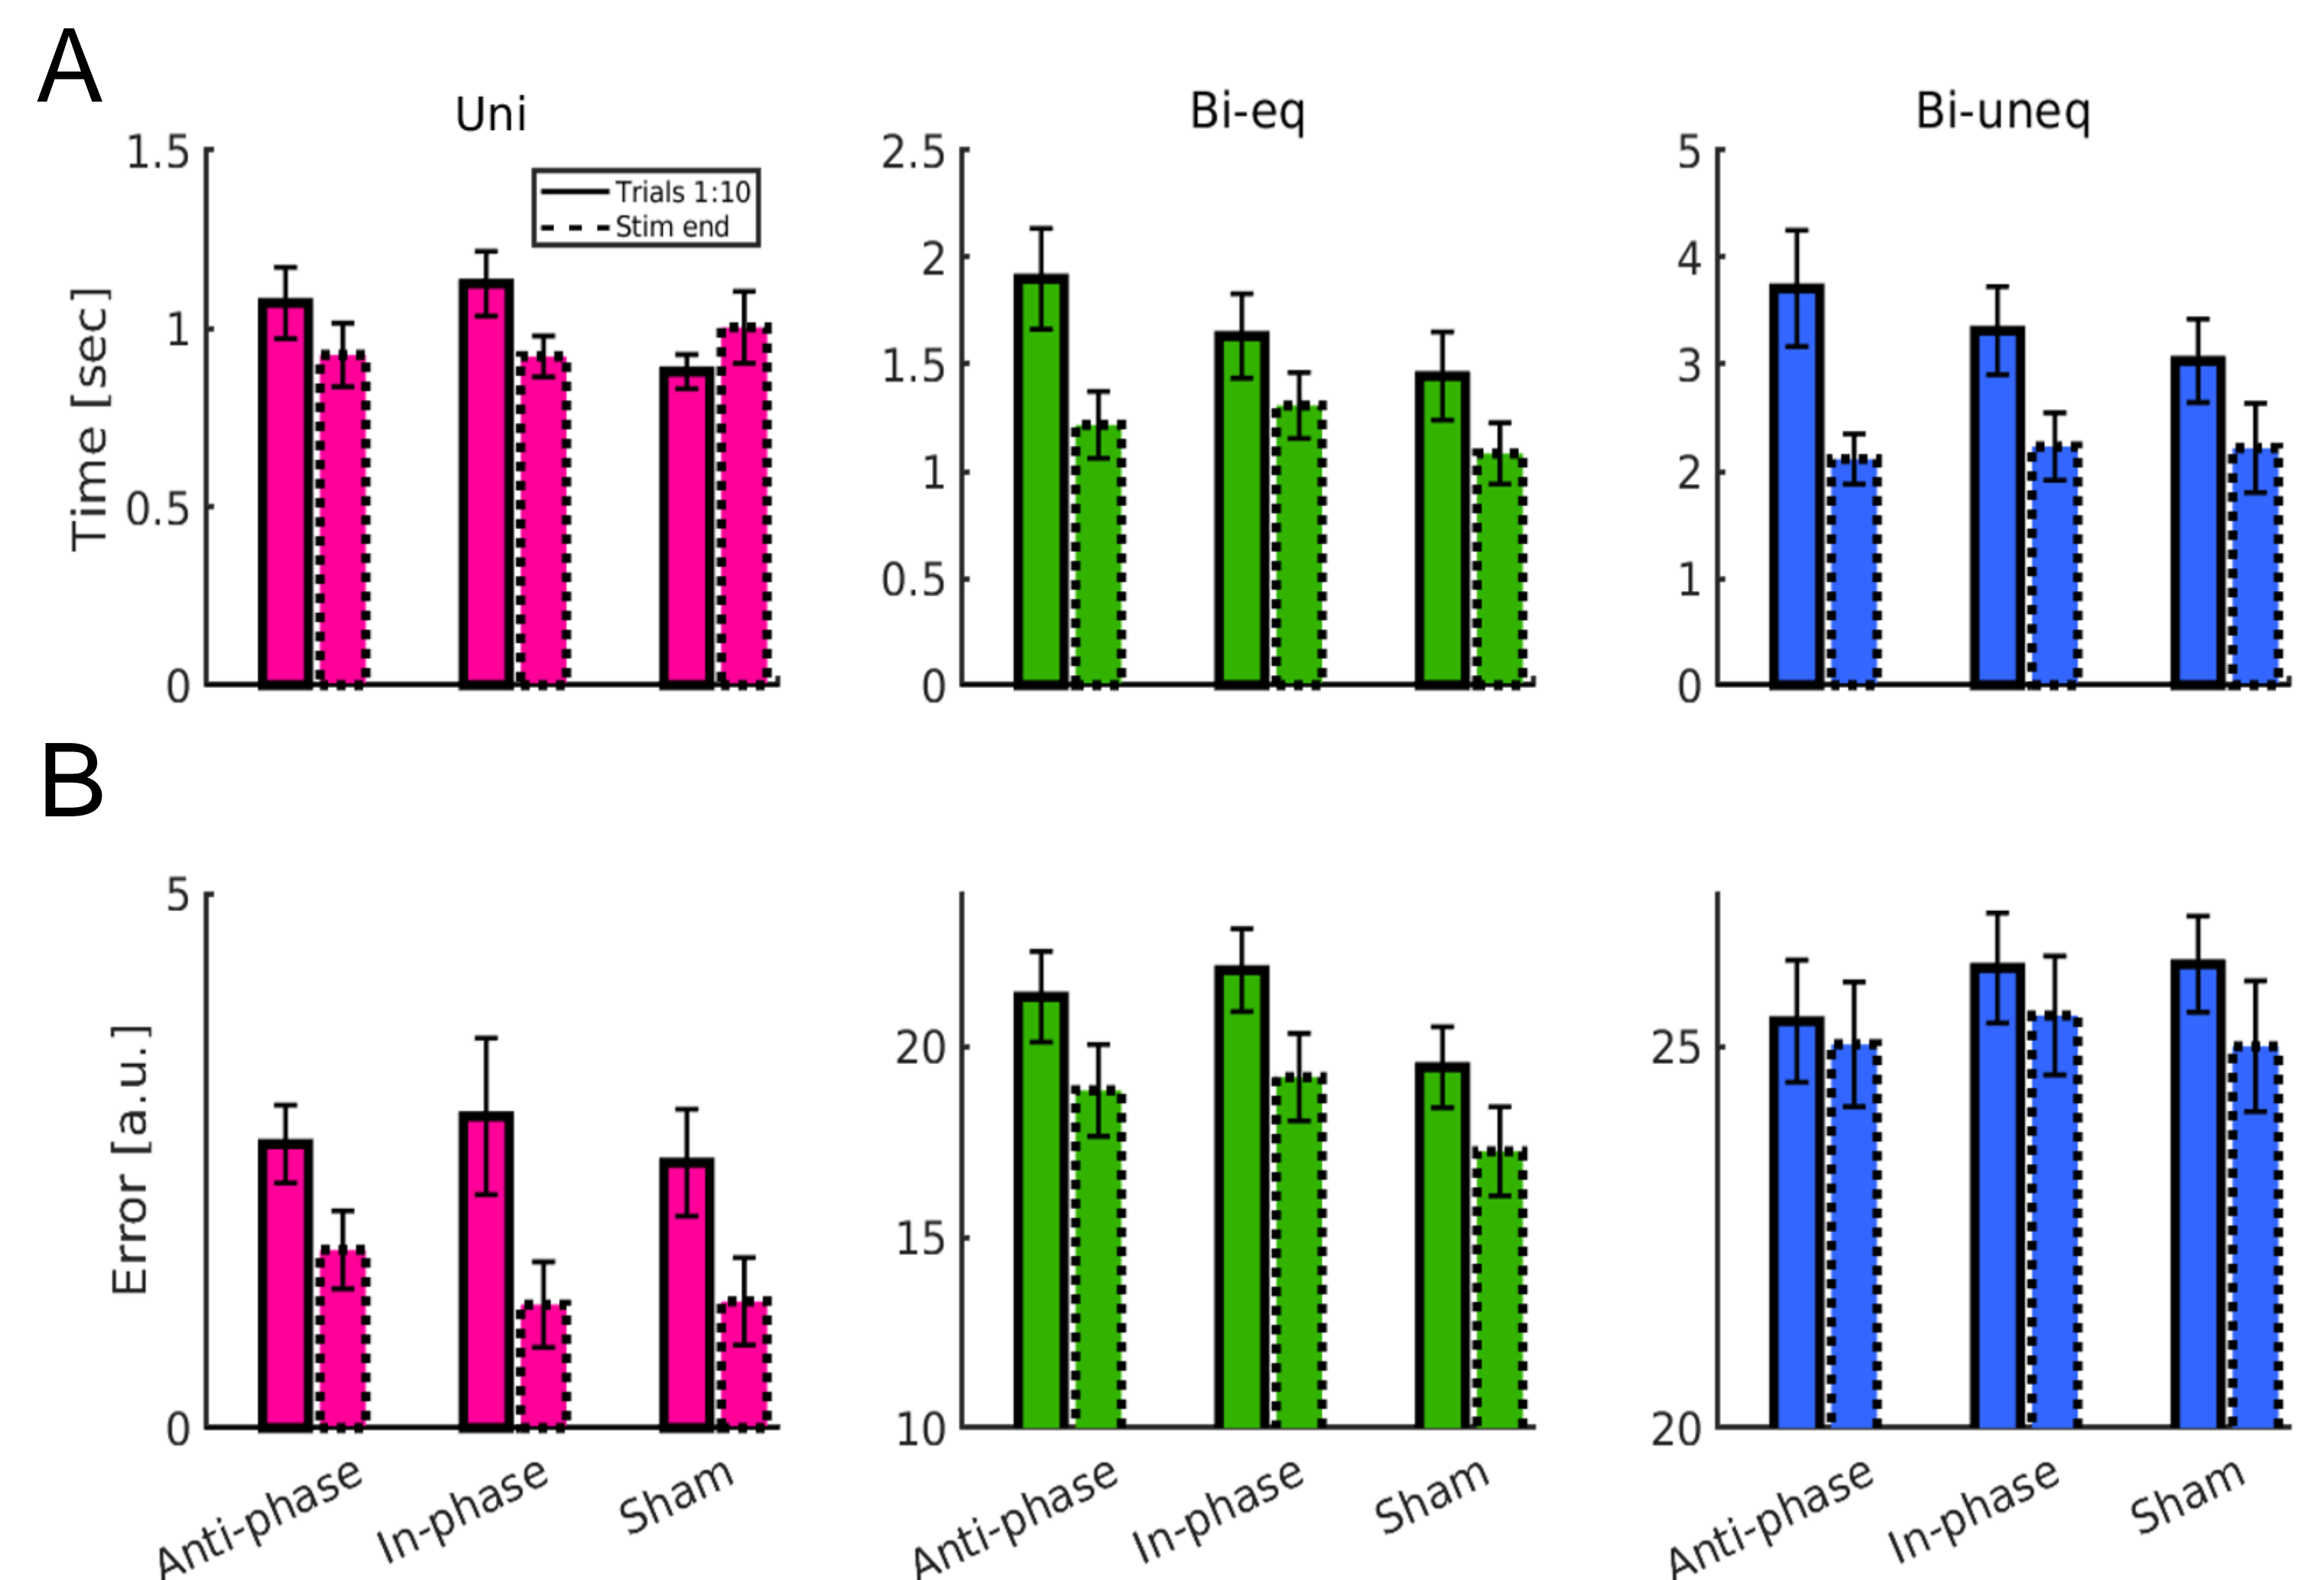 A
Uni
Bi-eq
Bi-uneq
1.5
1
0.5
0
Time [sec]
Trials 1:10
Stim end
2.5
2
1.5
1
0.5
0
5
4
3
2
1
0
B
5
0
Error [a.u.]
20
15
10
25
20
Anti-phase
In-phase
Sham
Anti-phase
In-phase
Sham
Anti-phase
In-phase
Sham